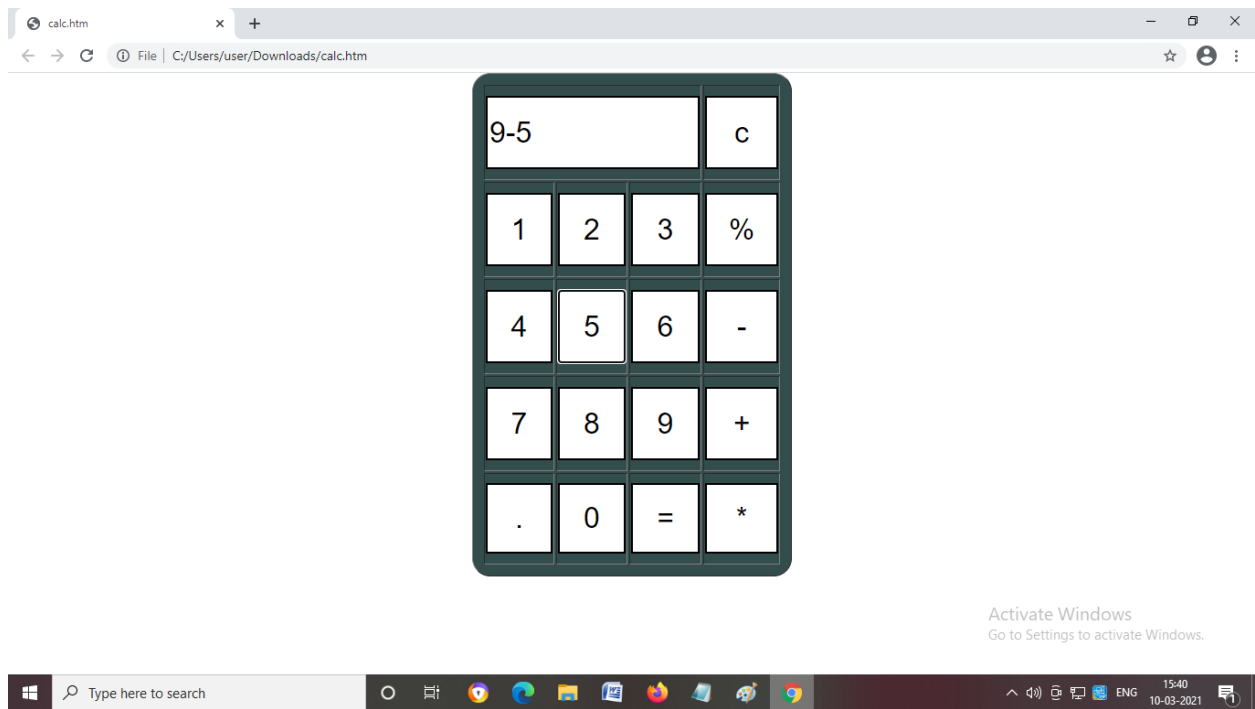 calc.htm
File C:/Users/user/Downloads/calc.htm
9-5 c
1 2 3 %
4 5 6 -
7 8 9 +
. 0 = *
Activate Windows
Go to Settings to activate Windows.
Type here to search
ENG
15:40
10-03-2021
1